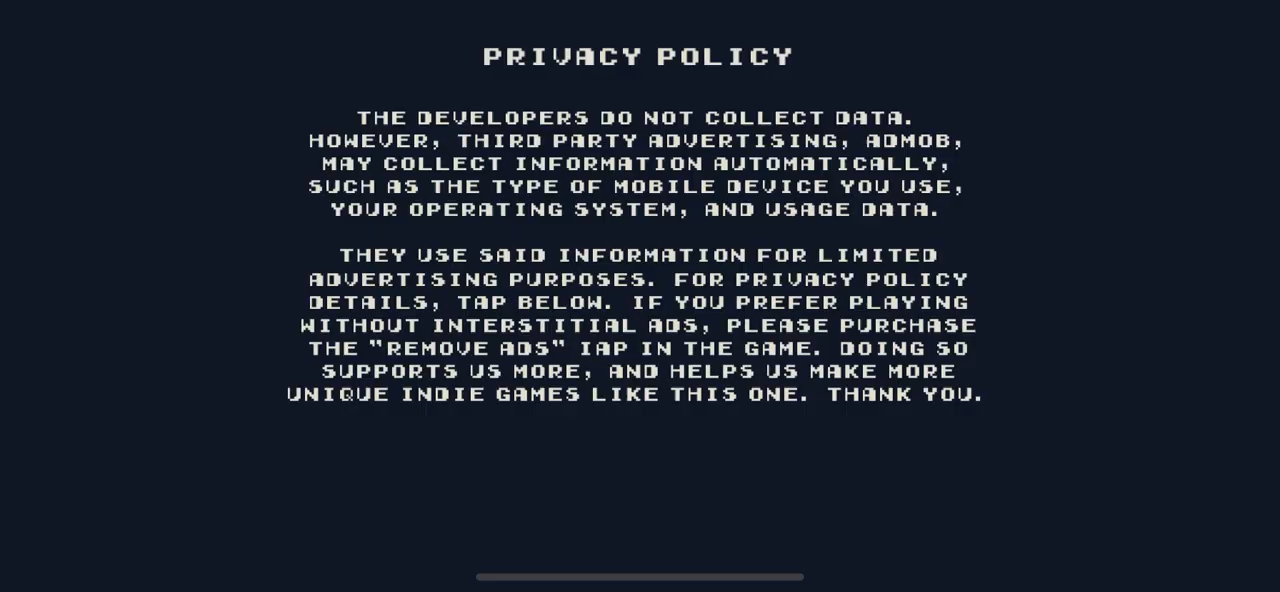 PRIVACY POLICY
THE DEVELOPERS DO NOT COLLECT DATA.
HOWEVER, THIRD PARTY ADVERTISING, ADMOB,
MAY COLLECT INFORMATION AUTOMATICALLY,
SUCH AS THE TYPE OF MOBILE DEVICE YOU USE,
YOUR OPERATING SYSTEM, AND USAGE DATA.
THEY USE SAID INFORMATION FOR LIMITED
ADVERTISING PURPOSES. FOR PRIVACY POLICY
DETAILS, TAP BELOW. IF YOU PREFER PLAYING
WITHOUT INTERSTITIAL ADS, PLEASE PURCHASE
THE "REMOVE ADS" IAP IN THE GAME. DOING SO
SUPPORTS US MORE, AND HELPS US MAKE MORE
UNIQUE INDIE GAMES LIKE THIS ONE. THANK YOU.